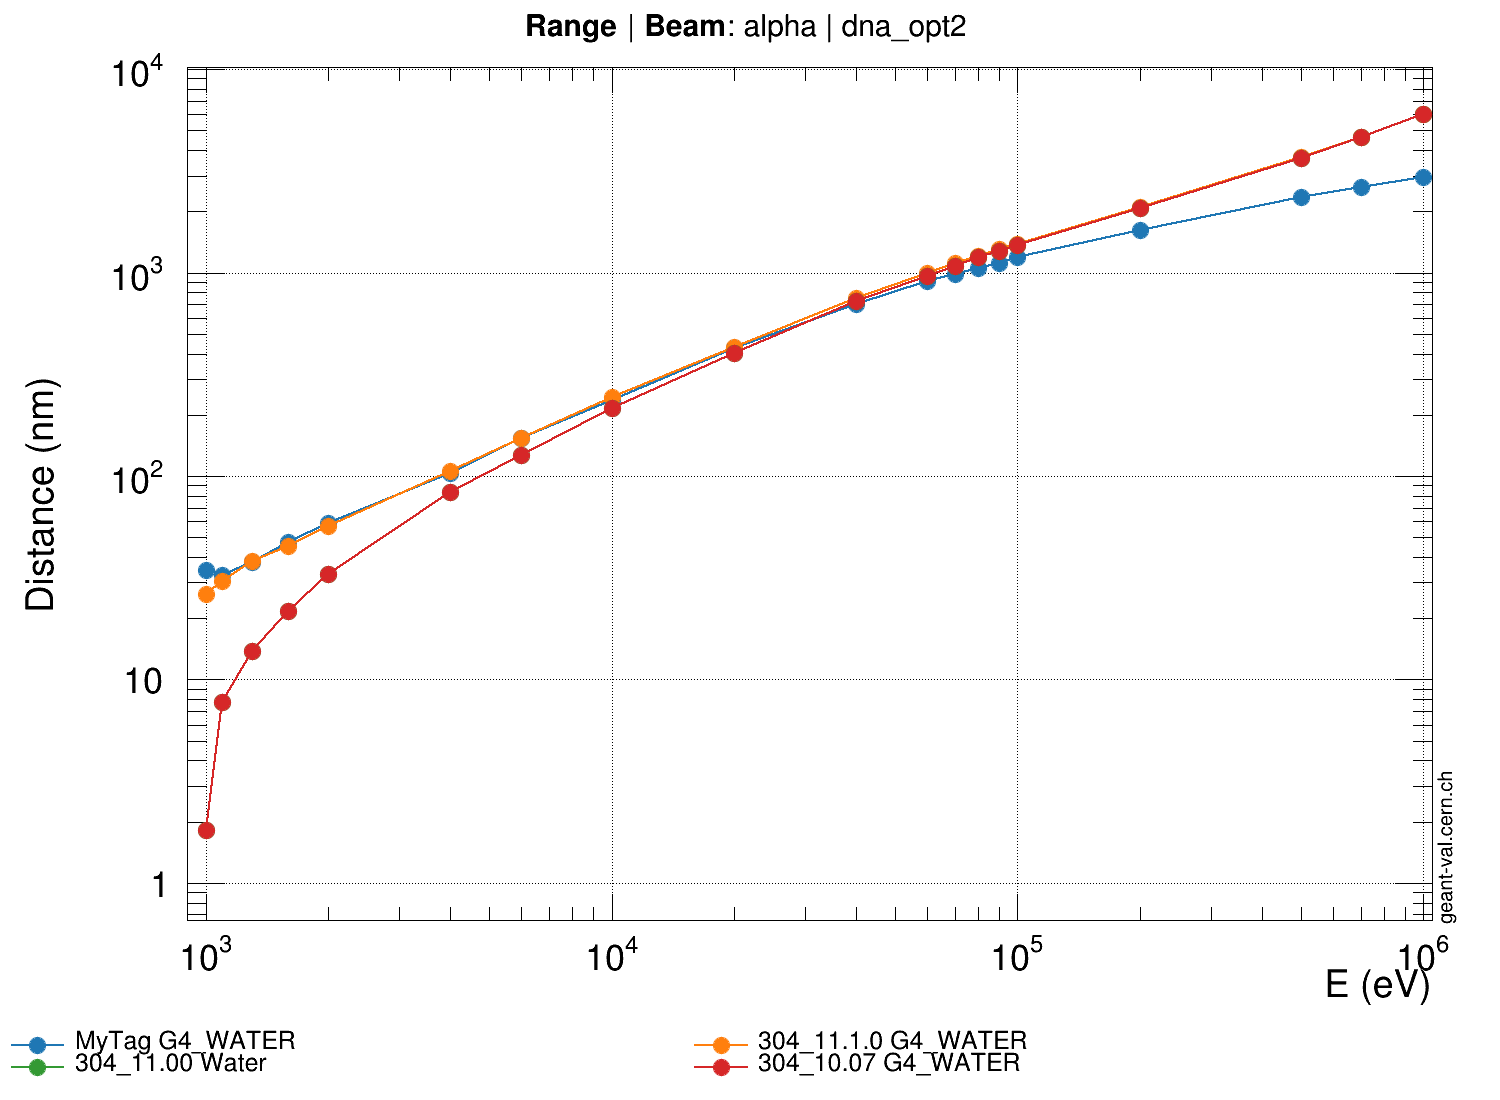 Range | Beam: alpha | dna_opt2
Distance (nm)
10^4
10^3
10^2
10
1
10^3
10^4
10^5
10^6
E (eV)
geant-val.cern.ch
MyTag G4_WATER
304_11.1.0 G4_WATER
304_11.00 Water
304_10.07 G4_WATER